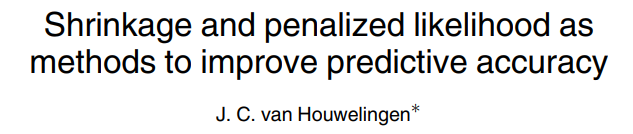 Shrinkage and penalized likelihood as
methods to improve predictive accuracy
J. C. van Houwelingen*